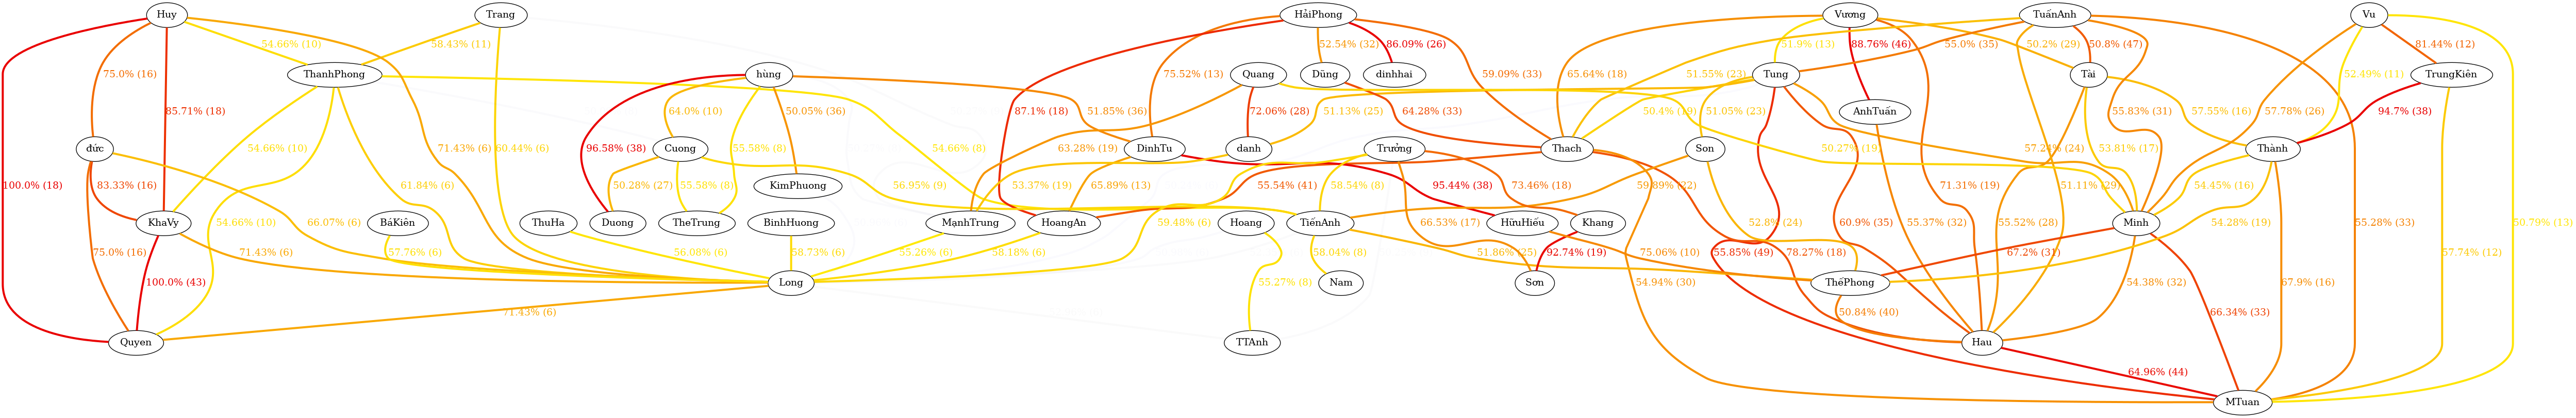 Huy
Trang
HảiPhong
Vương
TuấnAnh
Vu
54.66% (10)
58.43% (11)
52.54% (32)
86.09% (26)
51.9% (13)
88.76% (46)
55.0% (35)
50.2% (29)
50.8% (47)
81.44% (12)
75.0% (16)
ThanhPhong
hùng
75.52% (13)
Quang
Dũng
dinhhai
59.09% (33)
65.64% (18)
51.55% (23)
Tung
Tài
52.49% (11)
TrungKiên
85.71% (18)
64.0% (10)
50.05% (36)
51.85% (36)
87.1% (18)
72.06% (28)
51.13% (25)
64.28% (33)
50.4% (19)
51.05% (23)
AnhTuấn
55.83% (31)
57.55% (16)
57.78% (26)
94.7% (38)
đức
71.43% (6)
60.44% (6)
54.66% (10)
96.58% (38)
Cuong
55.58% (8)
54.66% (8)
63.28% (19)
DinhTu
danh
Trưởng
Thach
Son
50.27% (19)
57.24% (24)
53.81% (17)
Thành
100.0% (18)
83.33% (16)
61.84% (6)
50.28% (27)
55.58% (8)
KimPhuong
56.95% (9)
53.37% (19)
65.89% (13)
95.44% (38)
55.54% (41)
58.54% (8)
73.46% (18)
59.89% (22)
71.31% (19)
51.11% (29)
54.45% (16)
KhaVy
54.66% (10)
66.07% (6)
BáKiên
ThuHa
Duong
TheTrung
BinhHuong
MạnhTrung
HoangAn
59.48% (6)
Hoang
TiếnAnh
66.53% (17)
HữuHiếu
Khang
52.8% (24)
60.9% (35)
55.37% (32)
55.52% (28)
Minh
54.28% (19)
55.28% (33)
50.79% (13)
75.0% (16)
71.43% (6)
57.76% (6)
56.08% (6)
58.73% (6)
55.26% (6)
58.18% (6)
58.04% (8)
51.86% (25)
92.74% (19)
75.06% (10)
55.85% (49)
78.27% (18)
67.2% (31)
57.74% (12)
100.0% (43)
Long
55.27% (8)
Nam
Sơn
54.94% (30)
ThếPhong
54.38% (32)
67.9% (16)
71.43% (6)
50.84% (40)
66.34% (33)
Quyen
TTAnh
Hau
64.96% (44)
MTuan